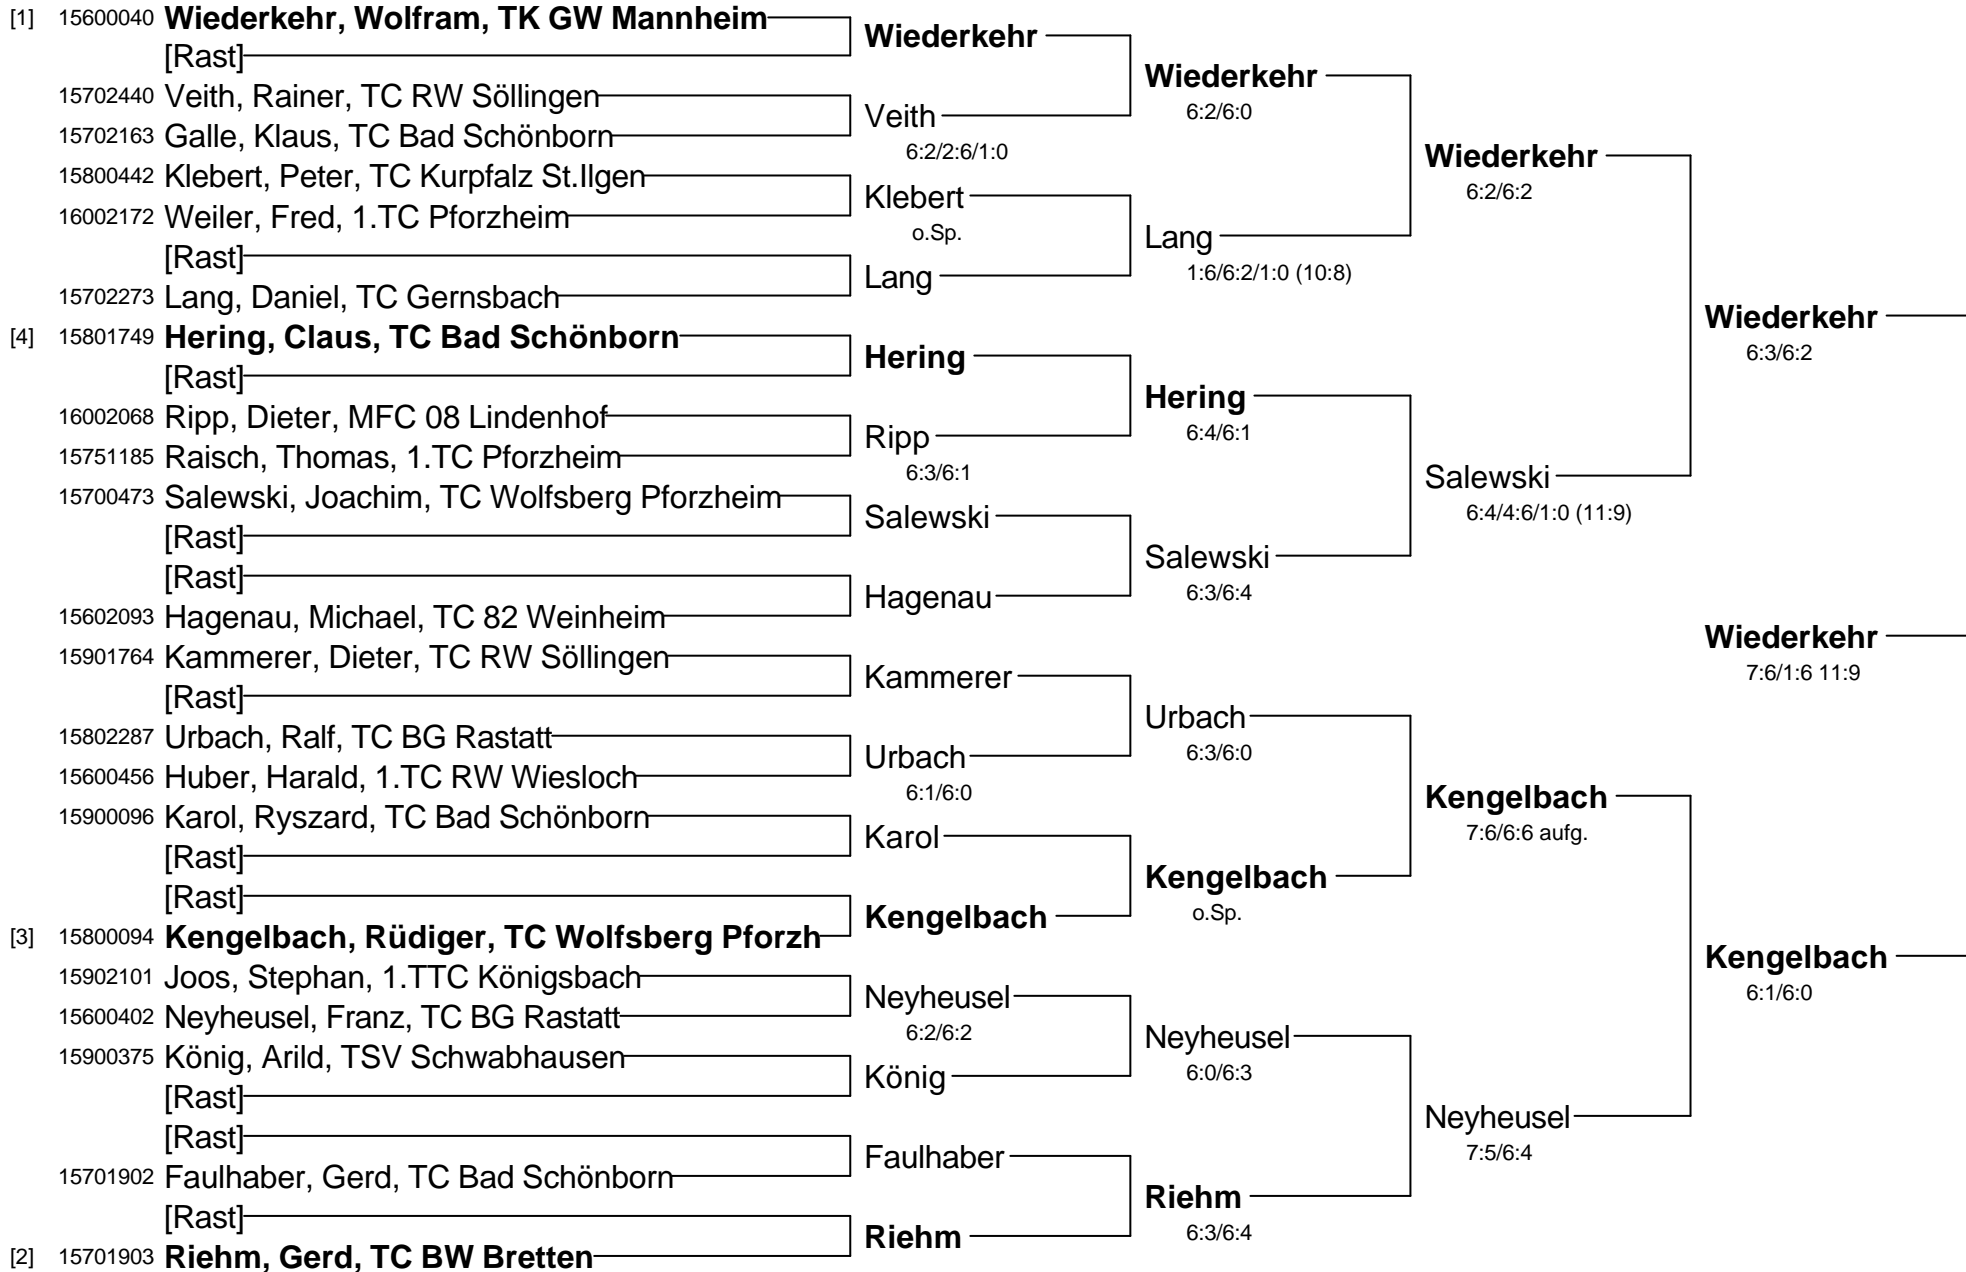 [1] 15600040 Wiederkehr, Wolfram, TK GW Mannheim
[Rast]
15702440 Veith, Rainer, TC RW Söllingen
15702163 Galle, Klaus, TC Bad Schönborn
15800442 Klebert, Peter, TC Kurpfalz St.Ilgen
16002172 Weiler, Fred, 1.TC Pforzheim
[Rast]
15702273 Lang, Daniel, TC Gernsbach
[4] 15801749 Hering, Claus, TC Bad Schönborn
[Rast]
16002068 Ripp, Dieter, MFC 08 Lindenhof
15751185 Raisch, Thomas, 1.TC Pforzheim
15700473 Salewski, Joachim, TC Wolfsberg Pforzheim
[Rast]
[Rast]
15602093 Hagenau, Michael, TC 82 Weinheim
15901764 Kammerer, Dieter, TC RW Söllingen
[Rast]
15802287 Urbach, Ralf, TC BG Rastatt
15600456 Huber, Harald, 1.TC RW Wiesloch
15900096 Karol, Ryszard, TC Bad Schönborn
[Rast]
[Rast]
[3] 15800094 Kengelbach, Rüdiger, TC Wolfsberg Pforzh
15902101 Joos, Stephan, 1.TTC Königsbach
15600402 Neyheusel, Franz, TC BG Rastatt
15900375 König, Arild, TSV Schwabhausen
[Rast]
[Rast]
15701902 Faulhaber, Gerd, TC Bad Schönborn
[Rast]
[2] 15701903 Riehm, Gerd, TC BW Bretten
Wiederkehr
Veith
6:2/2:6/1:0
Klebert
o.Sp.
Lang
Hering
Ripp
6:3/6:1
Salewski
Hagenau
Kammerer
Urbach
6:1/6:0
Karol
Kengelbach
Neyheusel
6:2/6:2
König
Faulhaber
Riehm
Wiederkehr
6:2/6:0
Lang
1:6/6:2/1:0 (10:8)
Hering
6:4/6:1
Salewski
6:3/6:4
Urbach
6:3/6:0
Kengelbach
o.Sp.
Neyheusel
6:0/6:3
Riehm
6:3/6:4
Wiederkehr
6:2/6:2
Salewski
6:4/4:6/1:0 (11:9)
Kengelbach
7:6/6:6 aufg.
Neyheusel
7:5/6:4
Wiederkehr
6:3/6:2
Wiederkehr
7:6/1:6 11:9
Kengelbach
6:1/6:0